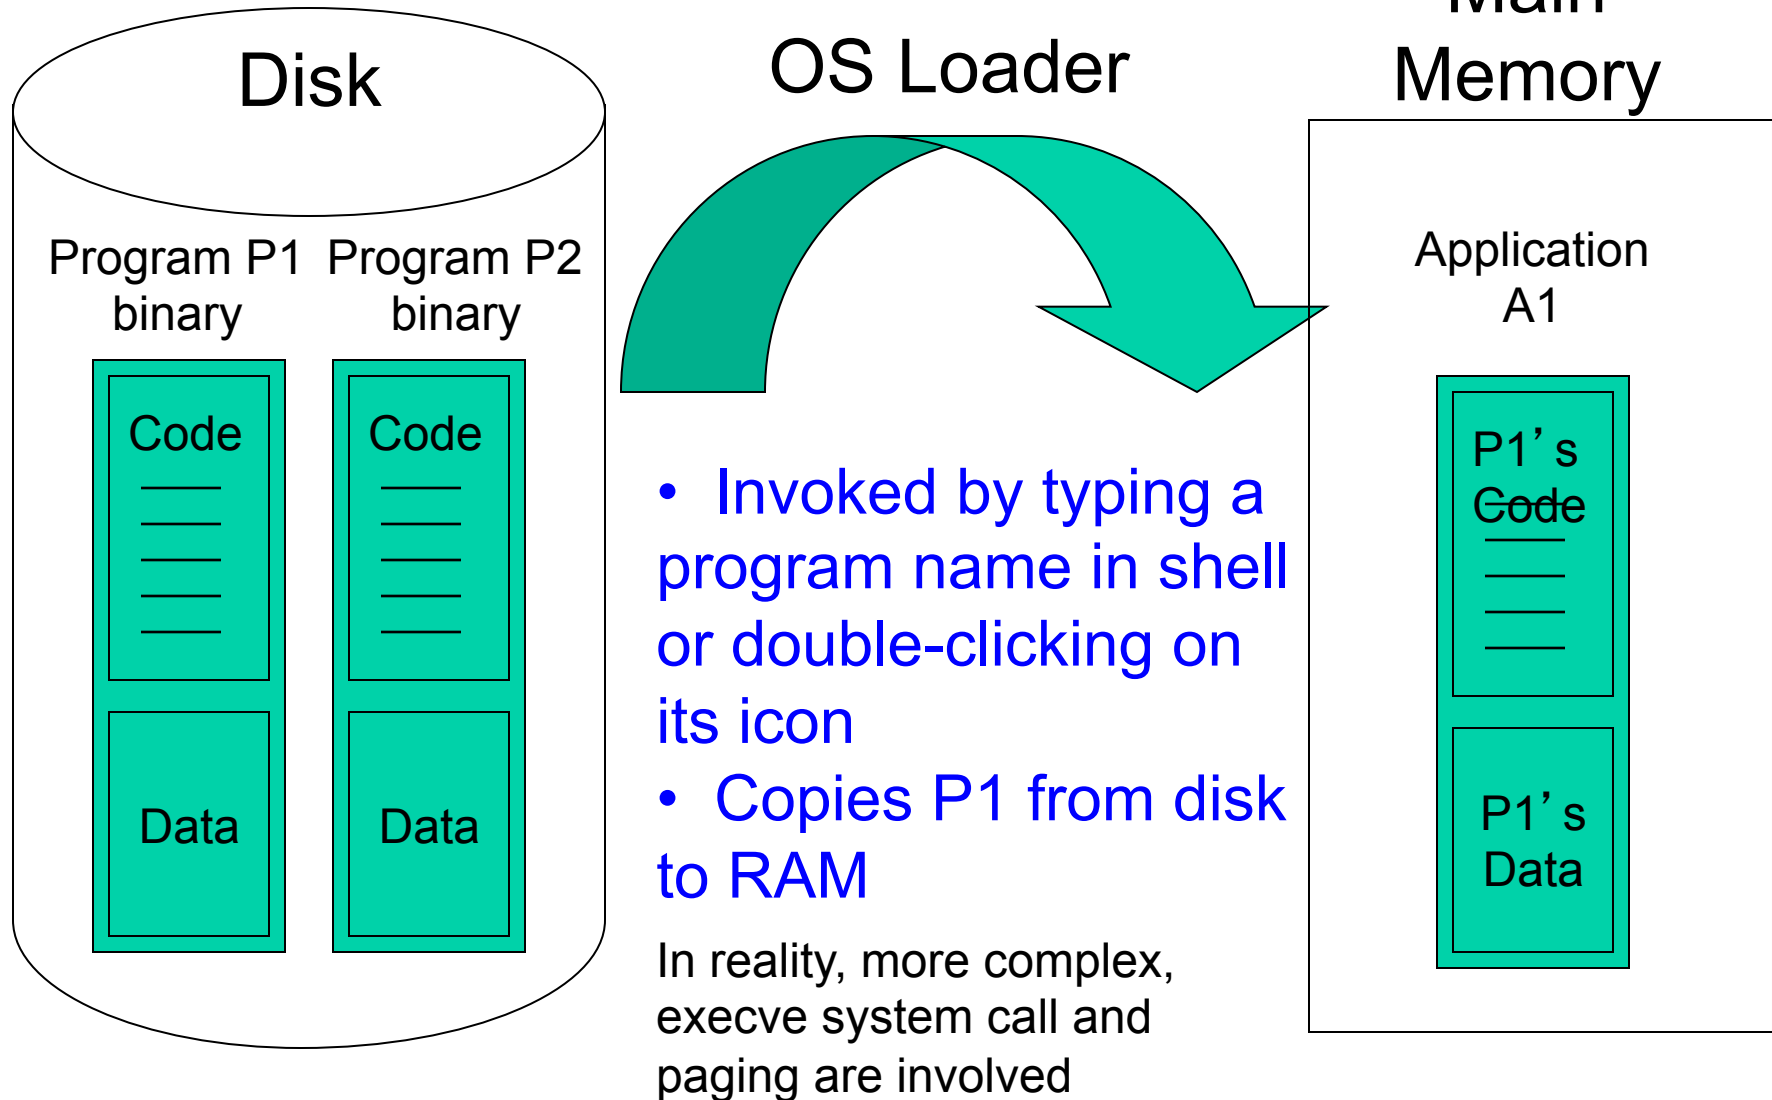 Disk
Program P1
binary
Program P2
binary
Code
Data
Code
Data
OS Loader
• Invoked by typing a
program name in shell
or double-clicking on
its icon
• Copies P1 from disk
to RAM
In reality, more complex,
execve system call and
paging are involved
Main
Memory
Application
A1
P1’s
Code
P1’s
Data